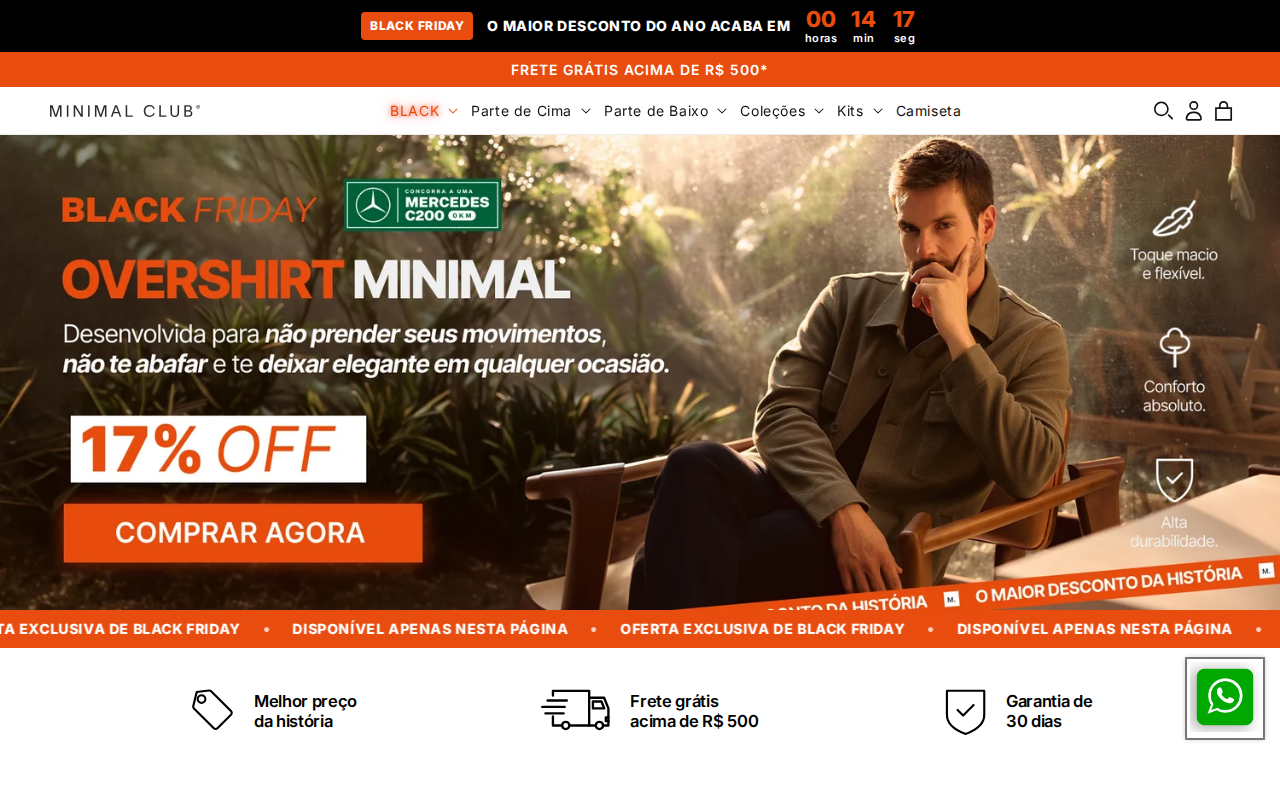 BLACK FRIDAY
O MAIOR DESCONTO DO ANO ACABA EM
00 14 17
horas min seg
FRETE GRÁTIS ACIMA DE R$ 500*
MINIMAL CLUB®
BLACK Parte de Cima Parte de Baixo Coleções Kits Camiseta
BLACK FRIDAY
CONCORRA A UMA
MERCEDES
C200 0KM
OVERSHIRT MINIMAL
Desenvolvida para não prender seus movimentos,
não te abafar e te deixar elegante em qualquer ocasião.
17% OFF
COMPRAR AGORA
Toque macio
e flexível.
Conforto
absoluto.
Alta
durabilidade.
CONTO DA HISTÓRIA M. O MAIOR DESCONTO DA HISTÓRIA M.
TA EXCLUSIVA DE BLACK FRIDAY • DISPONÍVEL APENAS NESTA PÁGINA • OFERTA EXCLUSIVA DE BLACK FRIDAY • DISPONÍVEL APENAS NESTA PÁGINA •
Melhor preço
da história
Frete grátis
acima de R$ 500
Garantia de
30 dias